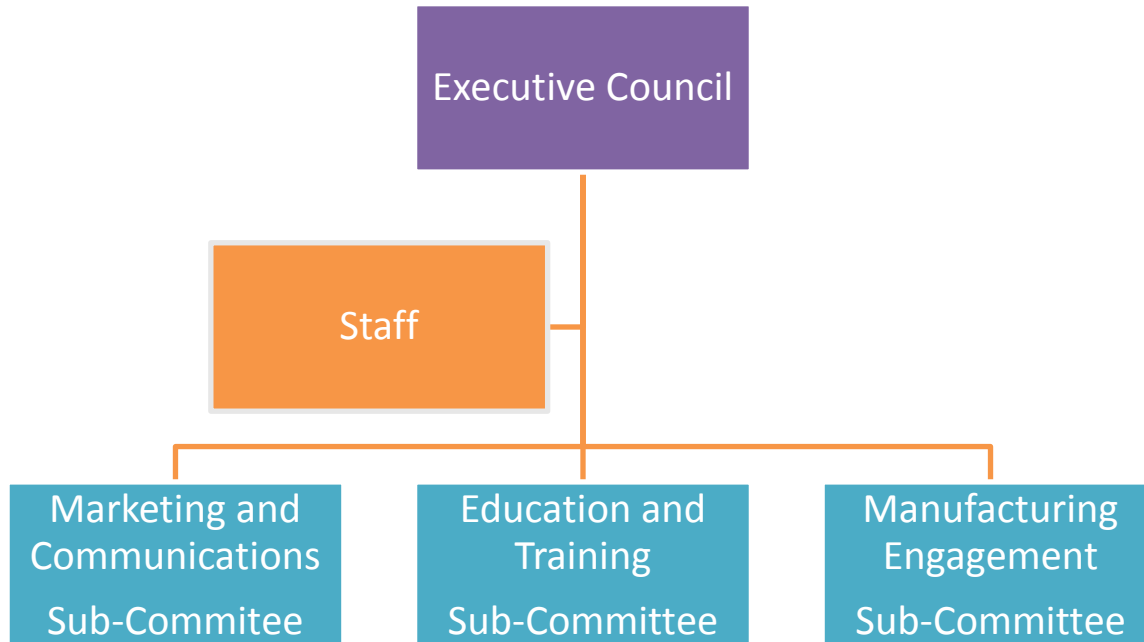 Executive Council
Staff
Marketing and
Communications
Sub-Commitee
Education and
Training
Sub-Committee
Manufacturing
Engagement
Sub-Committee